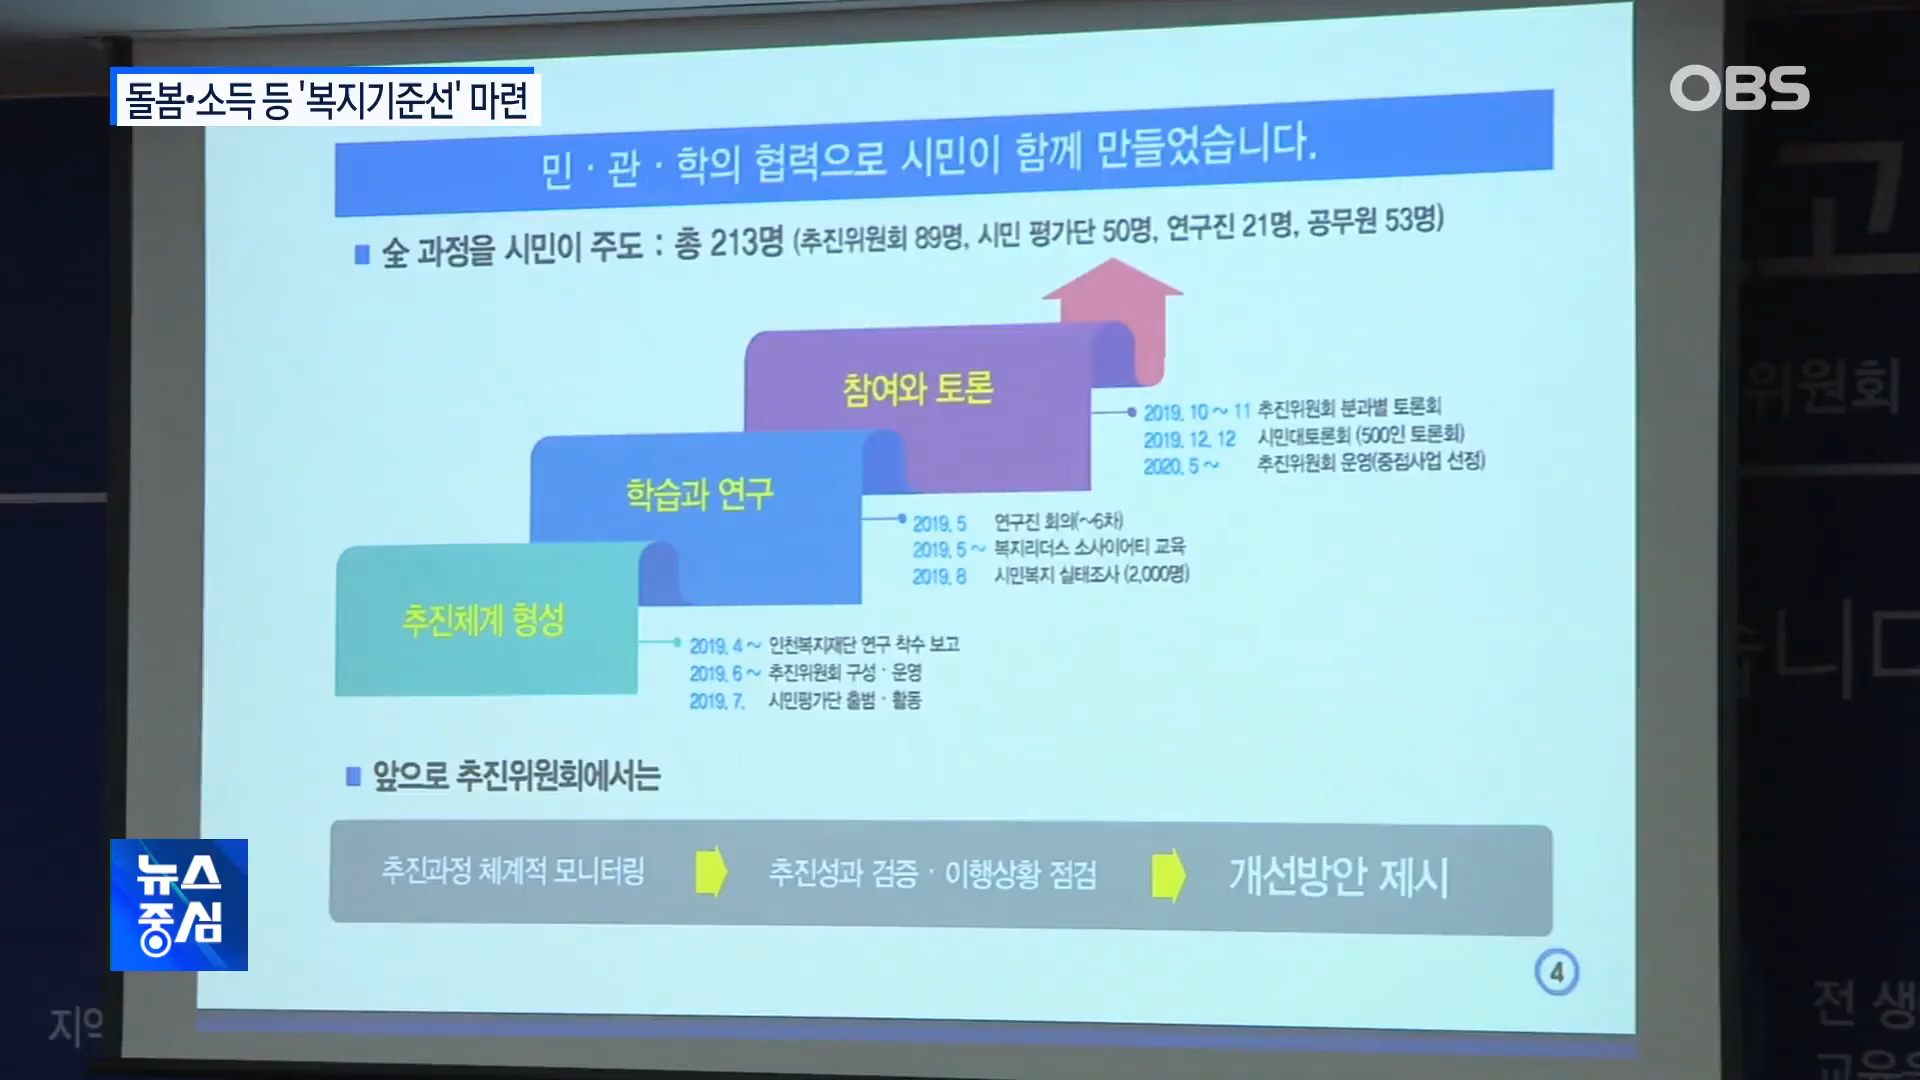 돌봄•소득 등 '복지기준선' 마련
OBS
민·관·학의 협력으로 시민이 함께 만들었습니다.
全 과정을 시민이 주도 : 총 213명 (추진위원회 89명, 시민 평가단 50명, 연구진 21명, 공무원 53명)
참여와 토론
2019. 10 ~ 11 추진위원회 분과별 토론회
2019. 12. 12 시민대토론회 (500인 토론회)
2020. 5 ~ 추진위원회 운영(중점사업 선정)
학습과 연구
2019. 5 연구진 회의(~6차)
2019. 5 ~ 복지리더스 소사이어티 교육
2019. 8 시민복지 실태조사 (2,000명)
추진체계 형성
2019. 4 ~ 인천복지재단 연구 착수 보고
2019. 6 ~ 추진위원회 구성·운영
2019. 7. 시민평가단 출범·활동
앞으로 추진위원회에서는
추진과정 체계적 모니터링
추진성과 검증·이행상황 점검
개선방안 제시
4
뉴스
중심
고
위원회
습니다
전 생